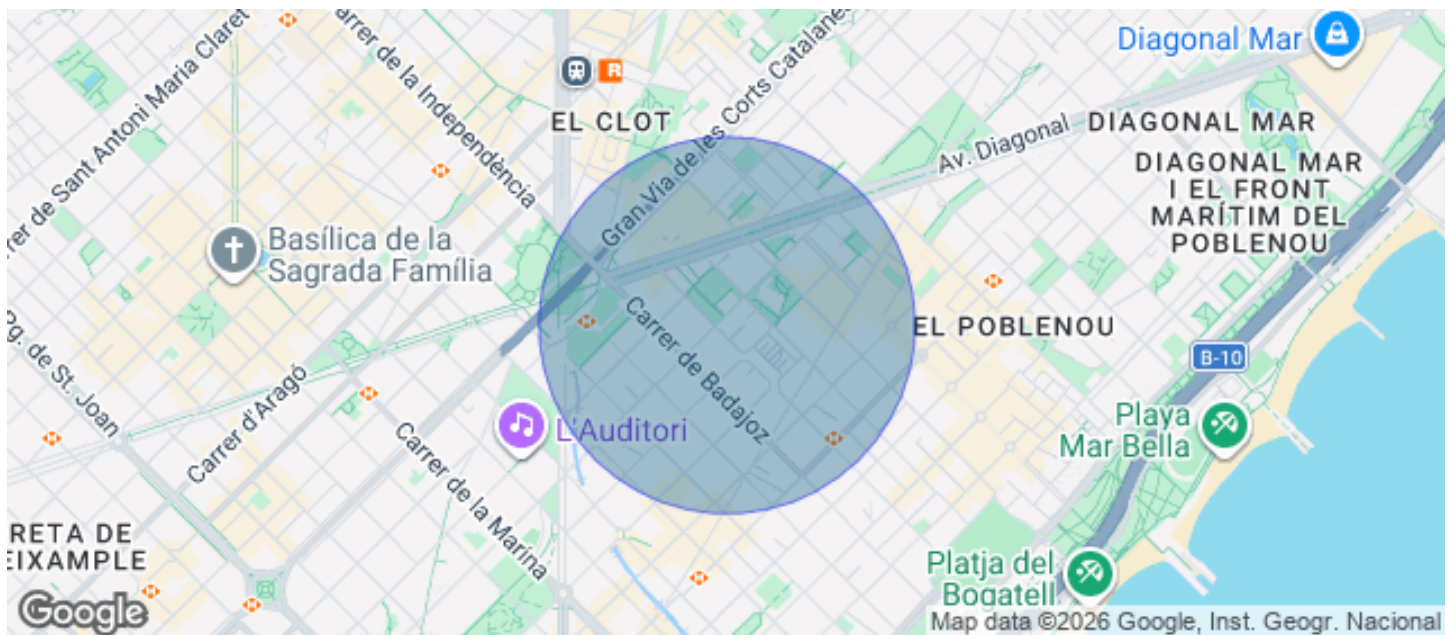 Carrer de Sant Antoni Maria Claret
Carrer de la Independència
R
EL CLOT
Gran Via de les Corts Catalanes
Diagonal Mar
Av. Diagonal
DIAGONAL MAR
DIAGONAL MAR
I EL FRONT
MARÍTIM DEL
POBLENOU
Basílica de la
Sagrada Família
Pg. de St. Joan
Carrer d'Aragó
Carrer de la Marina
L'Auditori
Carrer de Badajoz
EL POBLENOU
B-10
Playa
Mar Bella
Platja del
Bogatell
RETA DE
EIXAMPLE
Google
Map data ©2026 Google, Inst. Geogr. Nacional